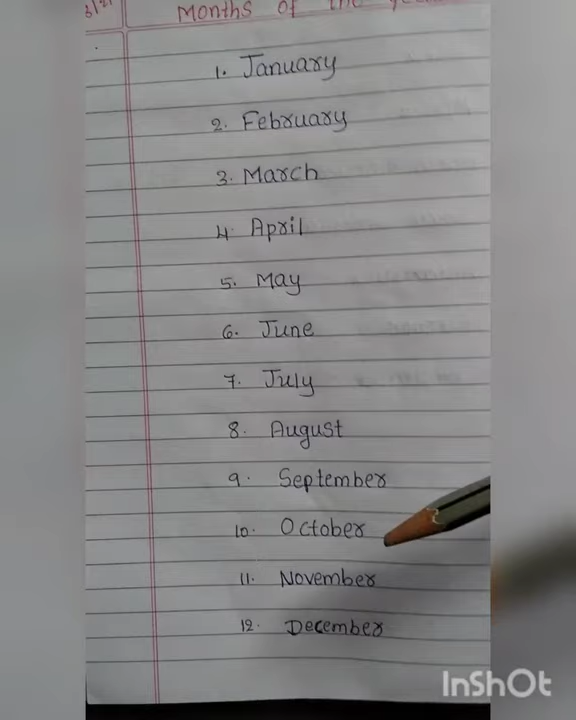 Months of the
1. January
2. February
3. March
4. April
5. May
6. June
7. July
8. August
9. September
10. October
11. November
12. December
InShOt